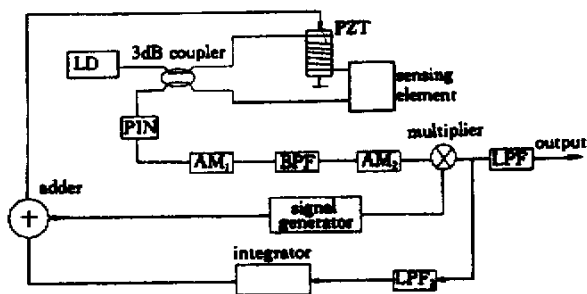 PZT
3dB coupler
LD
sensing
element
PIN
multiplier
output
AM₁
BPF
AM₂
LPF
adder
signal
generator
integrator
LPF₂